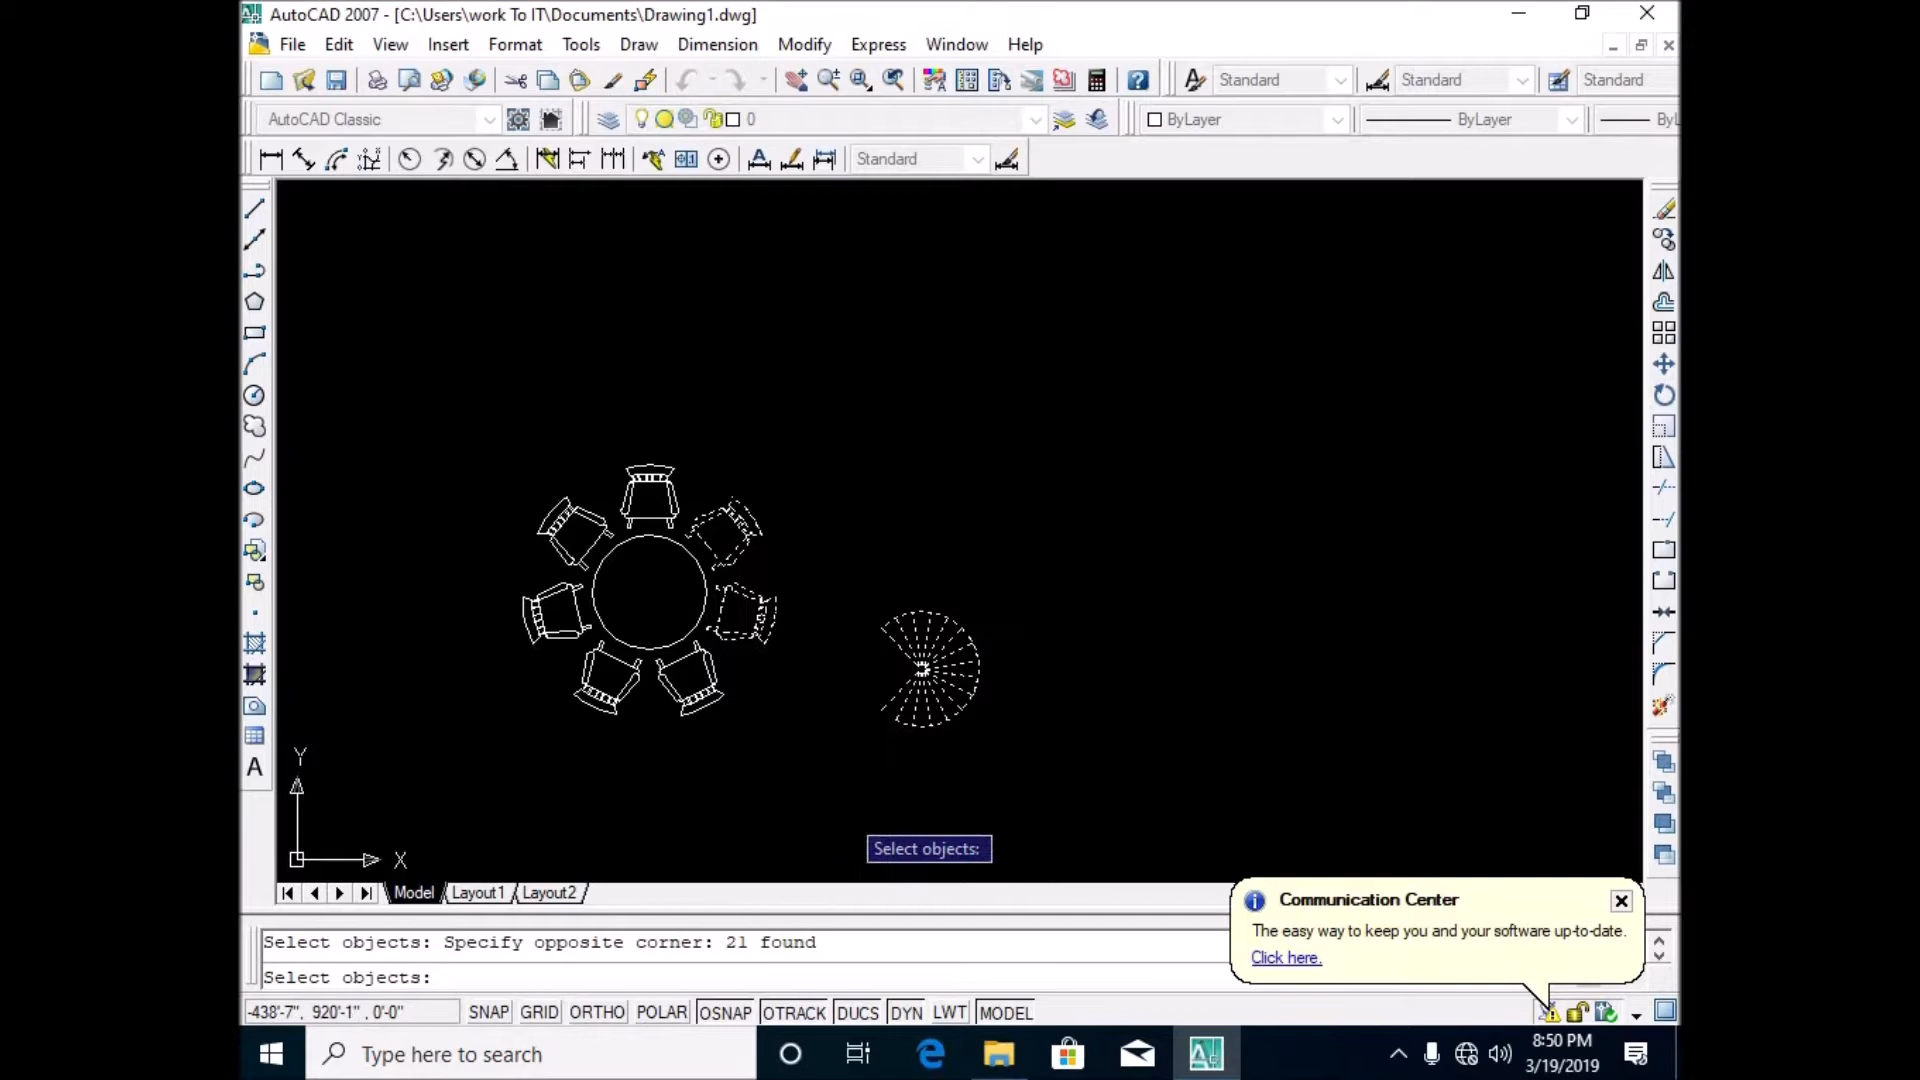 AutoCAD 2007 - [C:\Users\work To IT\Documents\Drawing1.dwg]
File Edit View Insert Format Tools Draw Dimension Modify Express Window Help
Standard Standard Standard
AutoCAD Classic 0 ByLayer ByLayer ByL
Standard
A
Y
X
Select objects:
Model Layout1 Layout2
Communication Center
The easy way to keep you and your software up-to-date.
Click here.
Select objects: Specify opposite corner: 21 found
Select objects:
-438'-7", 920'-1" , 0'-0" SNAP GRID ORTHO POLAR OSNAP OTRACK DUCS DYN LWT MODEL
Type here to search
8:50 PM
3/19/2019